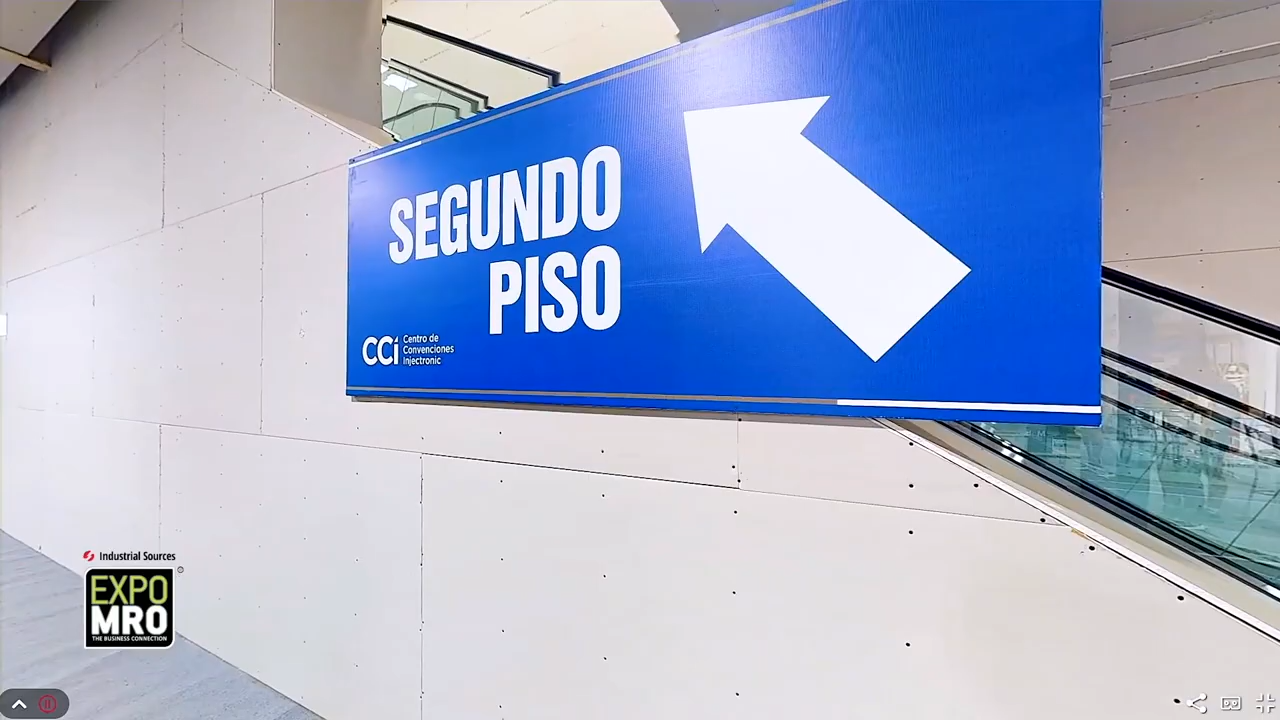 SEGUNDO
PISO
CCi
Centro de
Convenciones
Injectronic
Industrial Sources
EXPO
MRO
THE BUSINESS CONNECTION